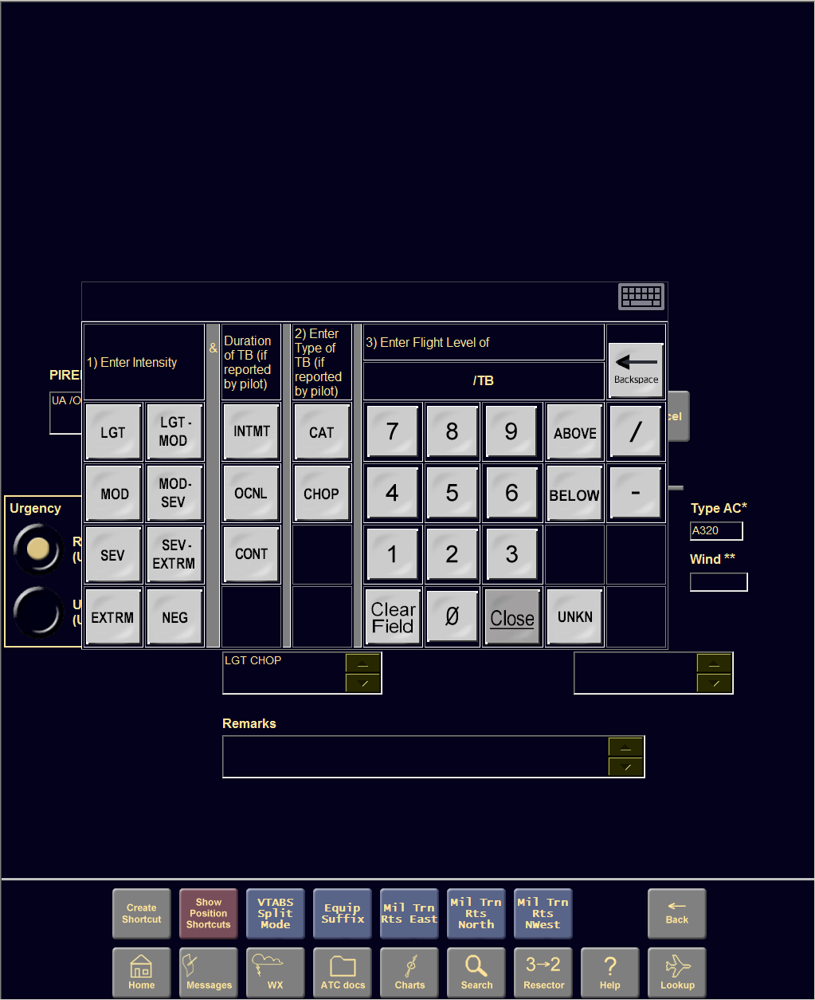 1) Enter Intensity
&
Duration
of TB (if
reported
by pilot)
2) Enter
Type of
TB (if
reported
by pilot)
3) Enter Flight Level of
/TB
Backspace
PIRE
UA /O
cel
LGT
LGT -
MOD
INTMT
CAT
7
8
9
ABOVE
/
MOD
MOD-
SEV
OCNL
CHOP
4
5
6
BELOW
-
Urgency
R
(U
Type AC*
A320
SEV
SEV -
EXTRM
CONT
1
2
3
Wind **
U
(U
EXTRM
NEG
Clear
Field
Ø
Close
UNKN
LGT CHOP
Remarks
Create
Shortcut
Show
Position
Shortcuts
VTABS
Split
Mode
Equip
Suffix
Mil Trn
Rts East
Mil Trn
Rts
North
Mil Trn
Rts
NWest
Back
Home
Messages
WX
ATC docs
Charts
Search
3→2
Resector
?
Help
Lookup